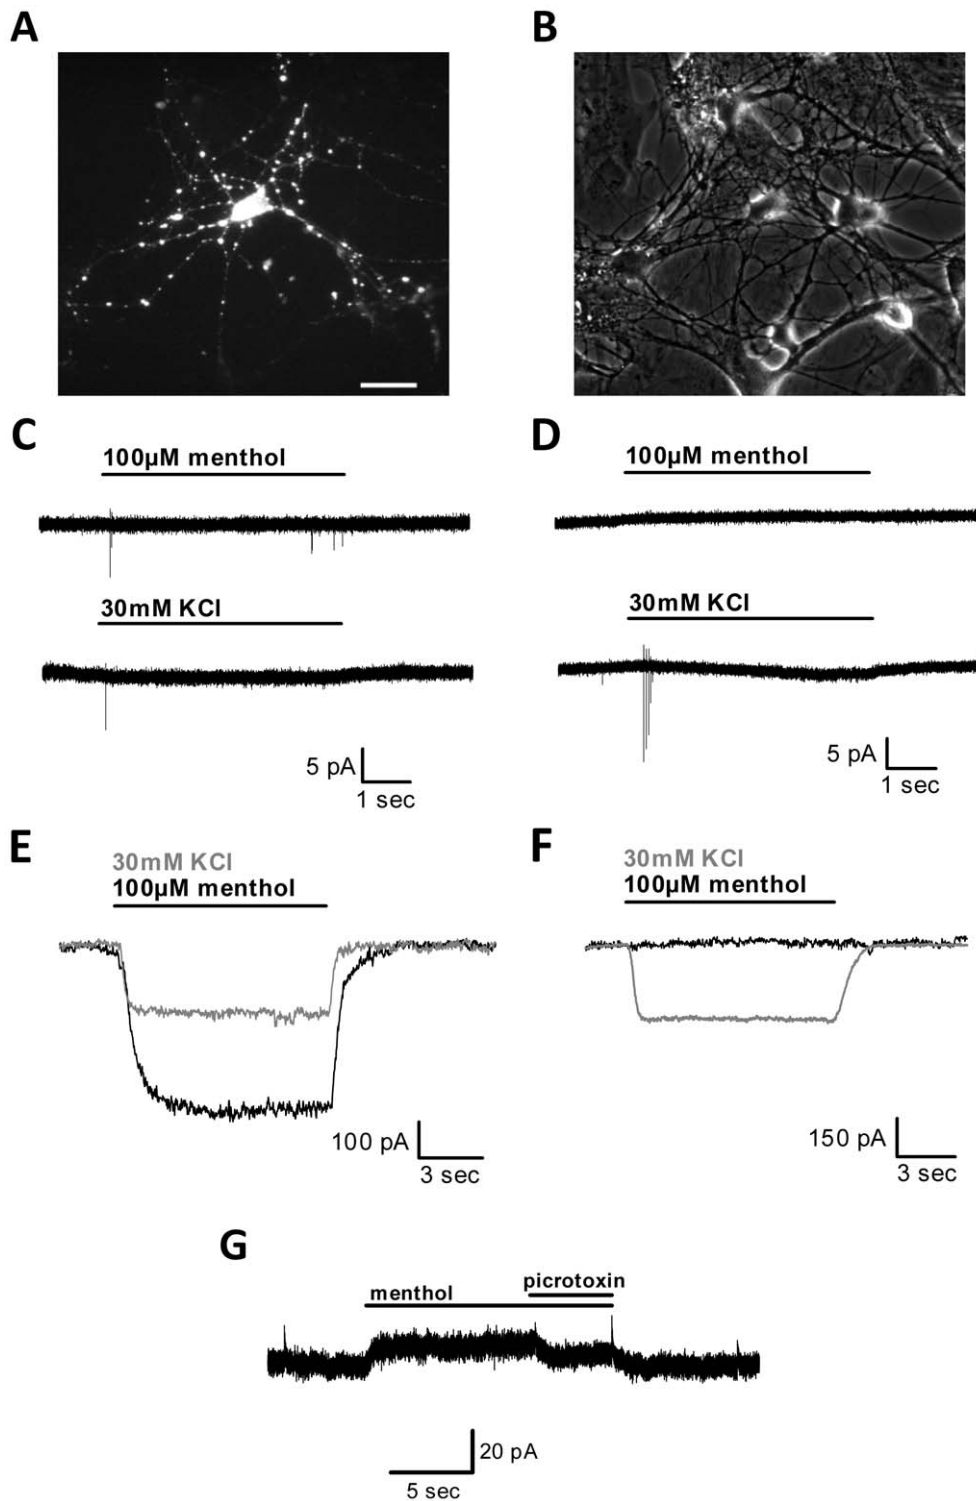 A
B
C
100µM menthol
30mM KCl
5 pA
1 sec
D
100µM menthol
30mM KCl
5 pA
1 sec
E
30mM KCl
100µM menthol
100 pA
3 sec
F
30mM KCl
100µM menthol
150 pA
3 sec
G
menthol
picrotoxin
20 pA
5 sec